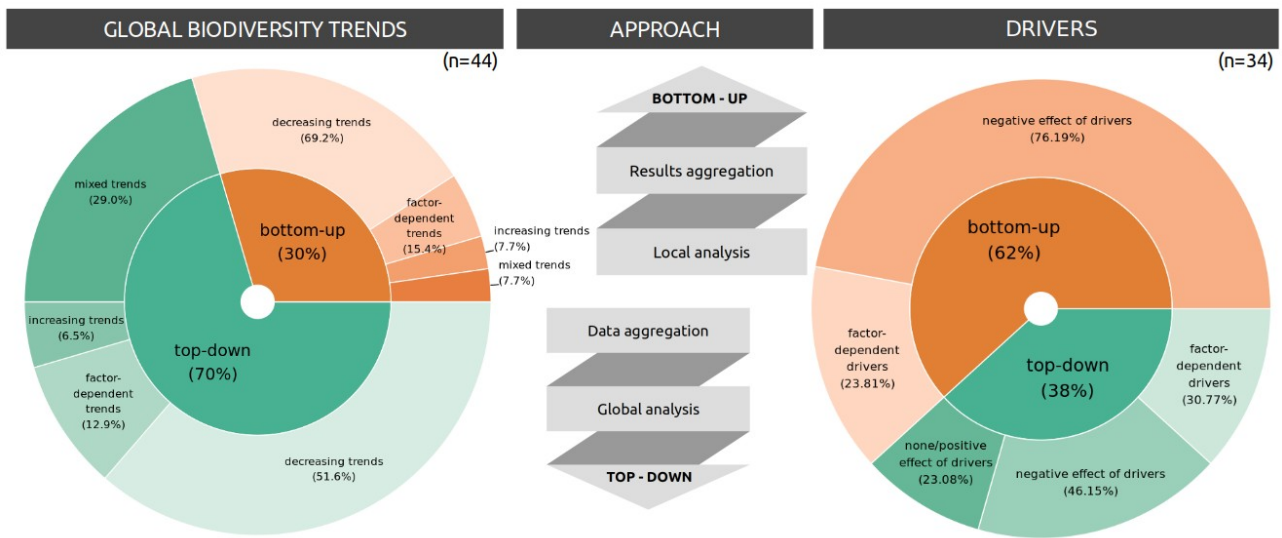 GLOBAL BIODIVERSITY TRENDS
(n=44)
decreasing trends
(69.2%)
mixed trends
(29.0%)
factor-
dependent
trends
(15.4%)
bottom-up
(30%)
increasing trends
(7.7%)
mixed trends
(7.7%)
increasing trends
(6.5%)
top-down
(70%)
factor-
dependent
trends
(12.9%)
decreasing trends
(51.6%)
APPROACH
BOTTOM - UP
Results aggregation
Local analysis
Data aggregation
Global analysis
TOP - DOWN
DRIVERS
(n=34)
negative effect of drivers
(76.19%)
bottom-up
(62%)
factor-
dependent
drivers
(23.81%)
top-down
(38%)
factor-
dependent
drivers
(30.77%)
none/positive
effect of drivers
(23.08%)
negative effect of drivers
(46.15%)